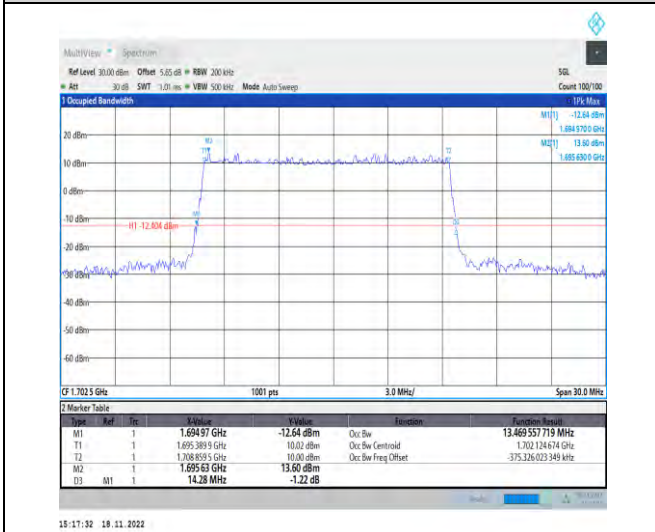 MultiView Spectrum
Ref Level 30.00 dBm Offset 5.65 dB RBW 200 kHz SGL
Att 30 dB SWT 1.01 ms VBW 500 kHz Mode Auto Sweep Count 100/100
1 Occupied Bandwidth 1Pk Max
M1[1] -12.64 dBm
1.694 970 0 GHz
20 dBm M2 M2[1] 13.60 dBm
T1 T2 1.695 630 0 GHz
10 dBm
0 dBm
-10 dBm M1 D3
H1 -12.404 dBm
-20 dBm
-30 dBm
-40 dBm
-50 dBm
-60 dBm
CF 1.702 5 GHz 1001 pts 3.0 MHz/ Span 30.0 MHz
2 Marker Table
Type Ref Trc X-Value Y-Value Function Function Result
M1 1 1.694 97 GHz -12.64 dBm Occ Bw 13.469 557 719 MHz
T1 1 1.695 389 9 GHz 10.02 dBm Occ Bw Centroid 1.702 124 674 GHz
T2 1 1.708 859 5 GHz 10.00 dBm Occ Bw Freq Offset -375.326 023 349 kHz
M2 1 1.695 63 GHz 13.60 dBm
D3 M1 1 14.28 MHz -1.22 dB
15:17:32 18.11.2022